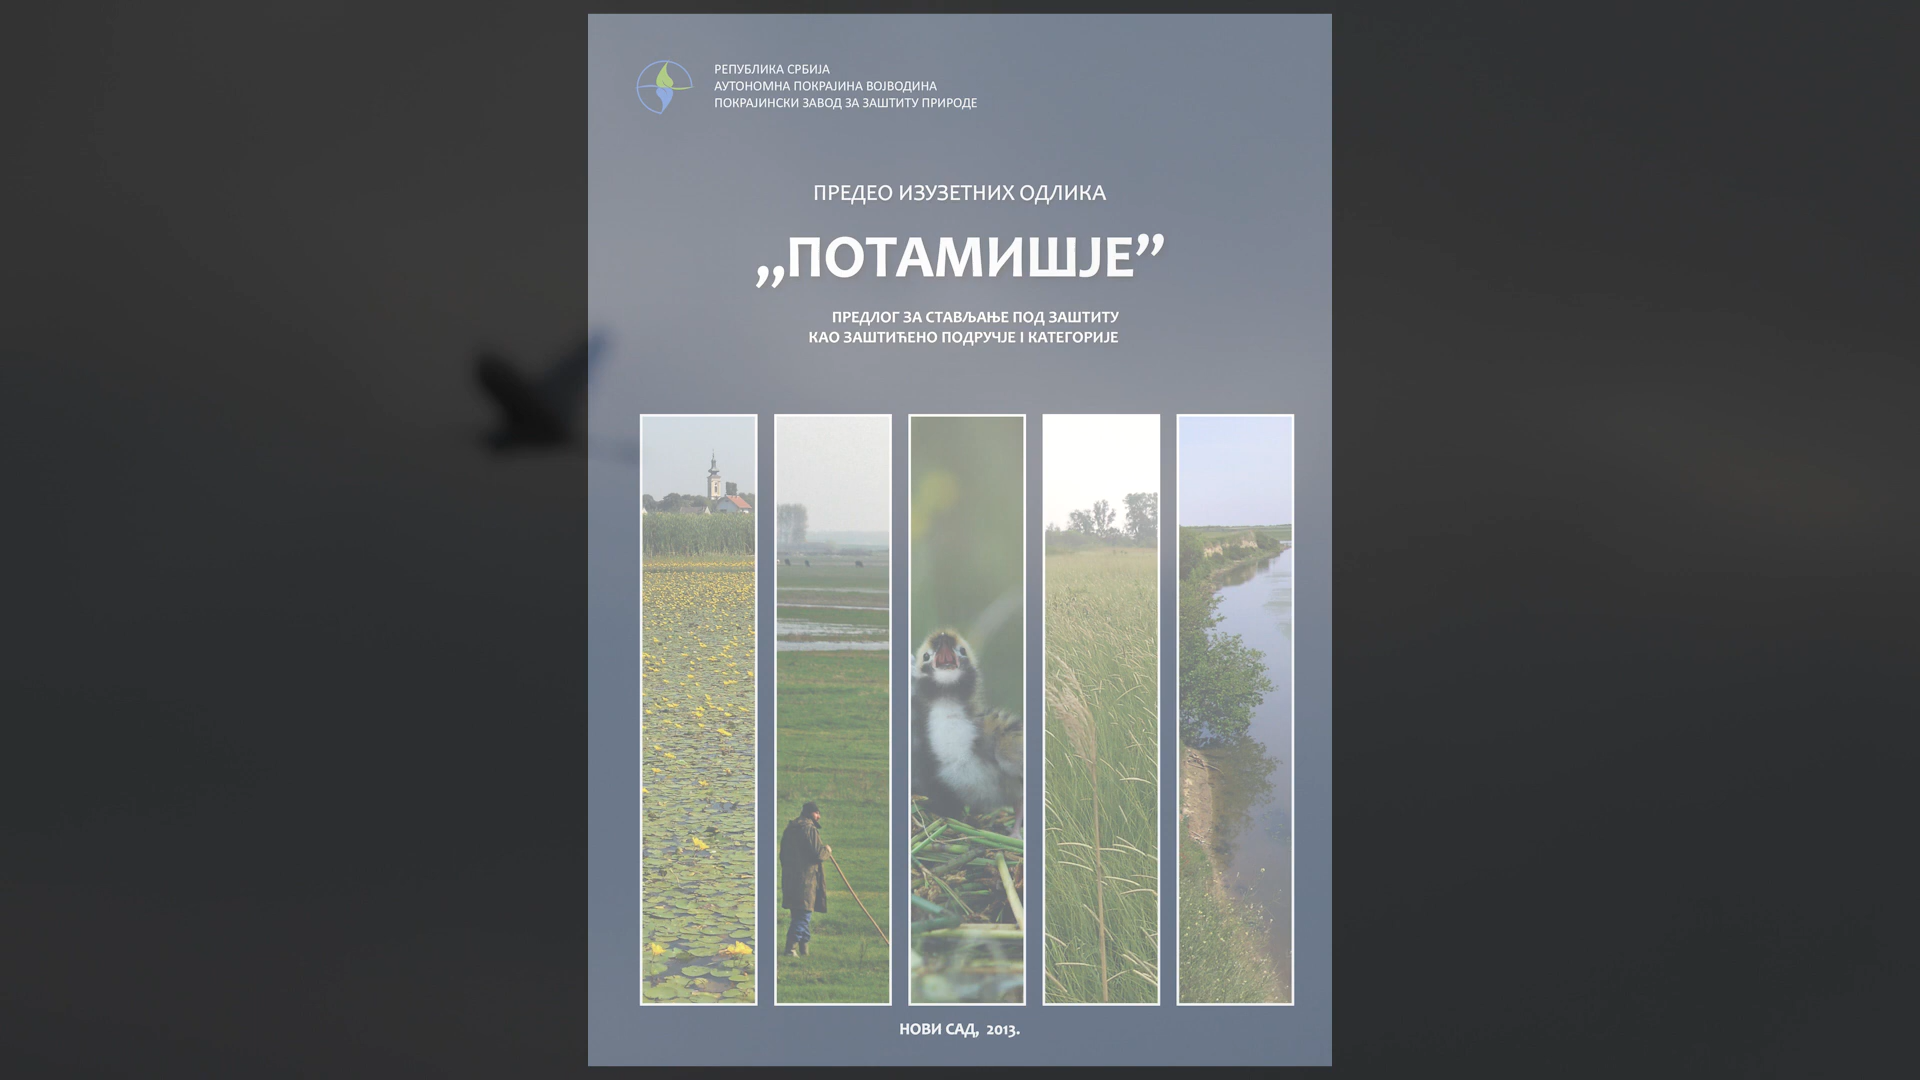 РЕПУБЛИКА СРБИЈА
АУТОНОМНА ПОКРАЈИНА ВОЈВОДИНА
ПОКРАЈИНСКИ ЗАВОД ЗА ЗАШТИТУ ПРИРОДЕ
ПРЕДЕО ИЗУЗЕТНИХ ОДЛИКА
„ПОТАМИШЈЕ”
ПРЕДЛОГ ЗА СТАВЉАЊЕ ПОД ЗАШТИТУ
КАО ЗАШТИЋЕНО ПОДРУЧЈЕ I КАТЕГОРИЈЕ
НОВИ САД, 2013.